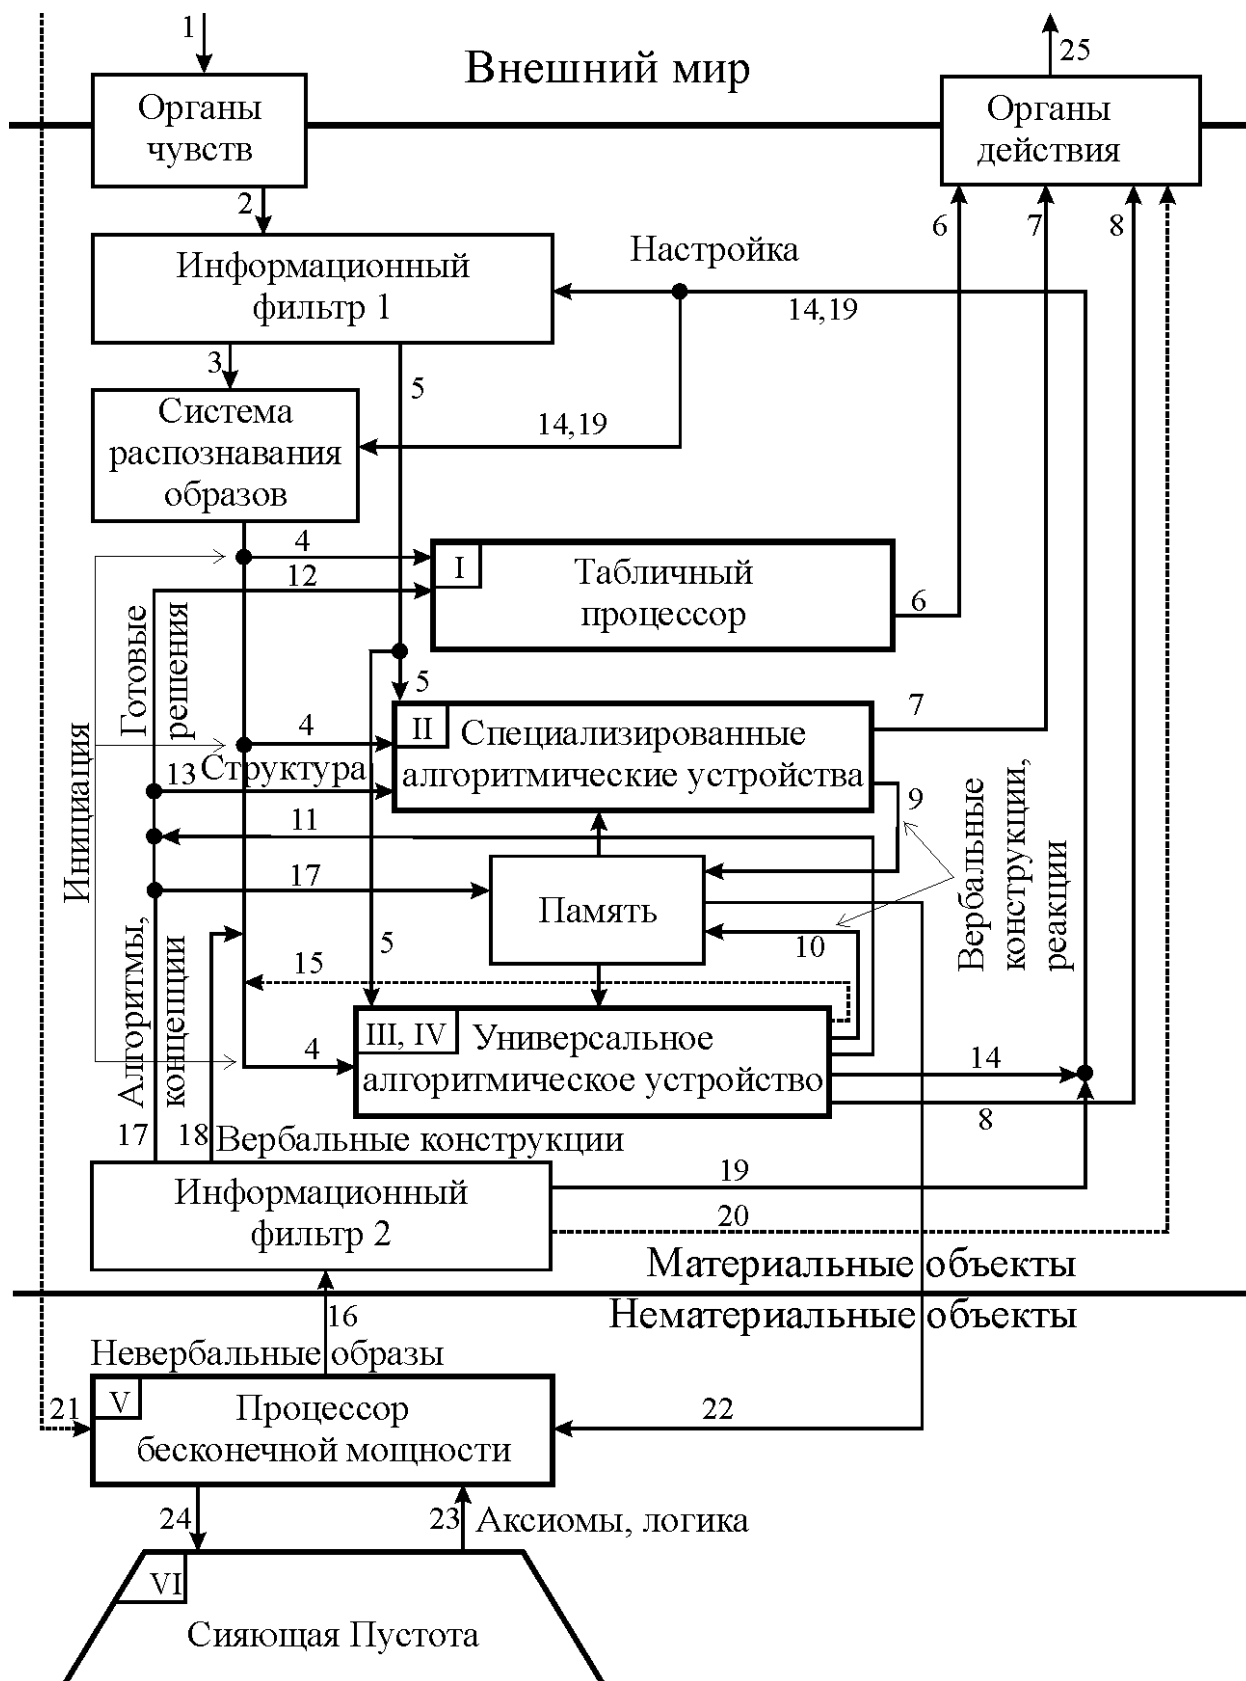 1
Внешний мир
25
Органы
чувств
Органы
действия
2
6
7
8
Информационный
фильтр 1
Настройка
14,19
3
5
Система
распознавания
образов
14,19
4
12
I
Табличный
процессор
6
Готовые
решения
5
Инициация
4
II
Специализированные
алгоритмические устройства
7
13
Структура
9
11
Вербальные
конструкции,
реакции
17
Память
10
Алгоритмы,
концепции
5
15
4
III, IV
Универсальное
алгоритмическое устройство
14
8
17
18
Вербальные конструкции
Информационный
фильтр 2
19
20
Материальные объекты
Нематериальные объекты
16
Невербальные образы
21
V
Процессор
бесконечной мощности
22
24
23
Аксиомы, логика
VI
Сияющая Пустота